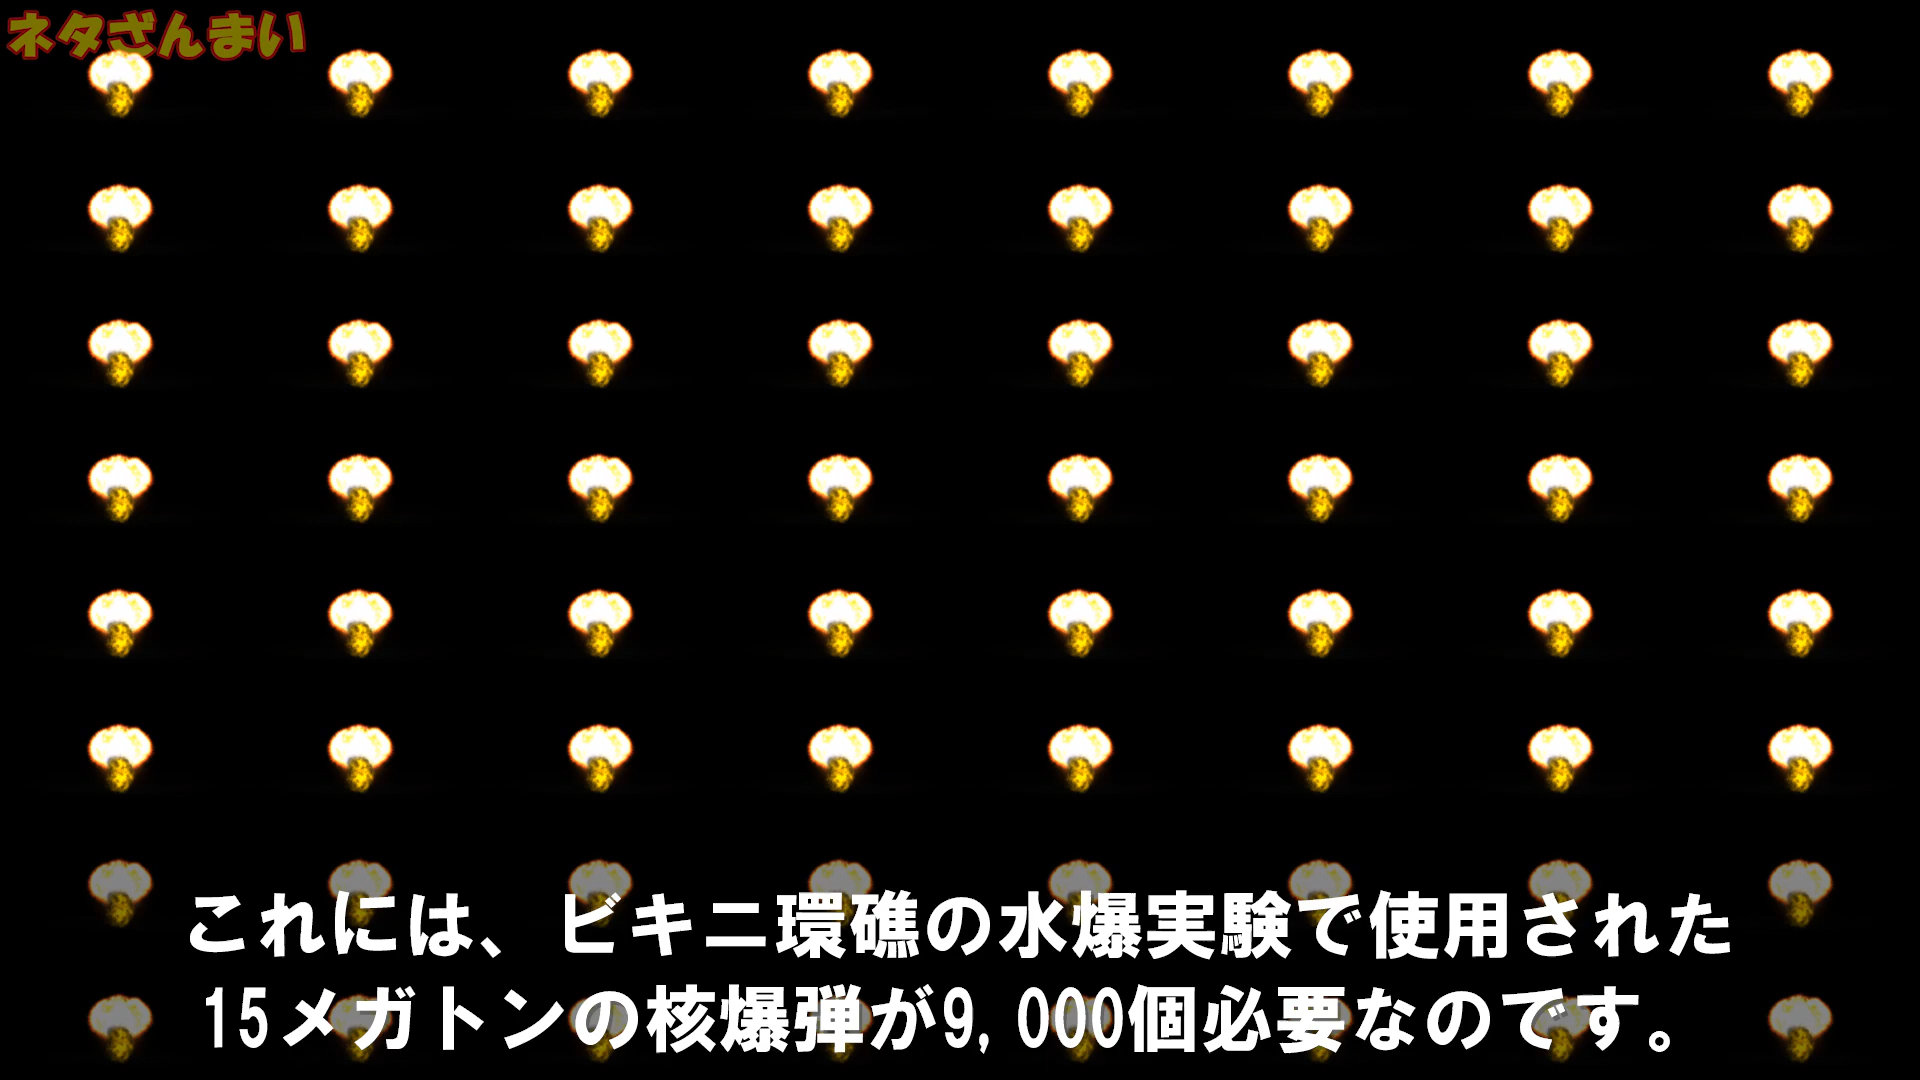 ネタざんまい
これには、ビキニ環礁の水爆実験で使用された
15メガトンの核爆弾が9,000個必要なのです。